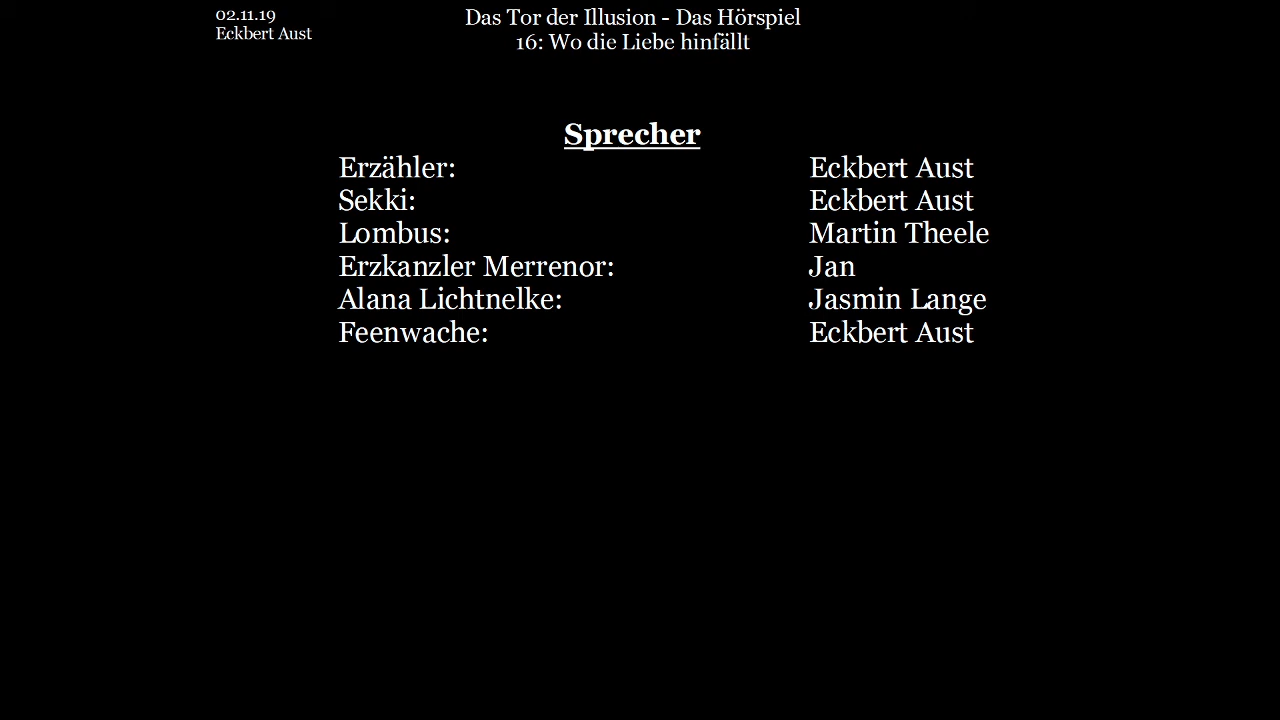 02.11.19
Eckbert Aust
Das Tor der Illusion - Das Hörspiel
16: Wo die Liebe hinfällt
Sprecher
Erzähler: Eckbert Aust
Sekki: Eckbert Aust
Lombus: Martin Theele
Erzkanzler Merrenor: Jan
Alana Lichtnelke: Jasmin Lange
Feenwache: Eckbert Aust